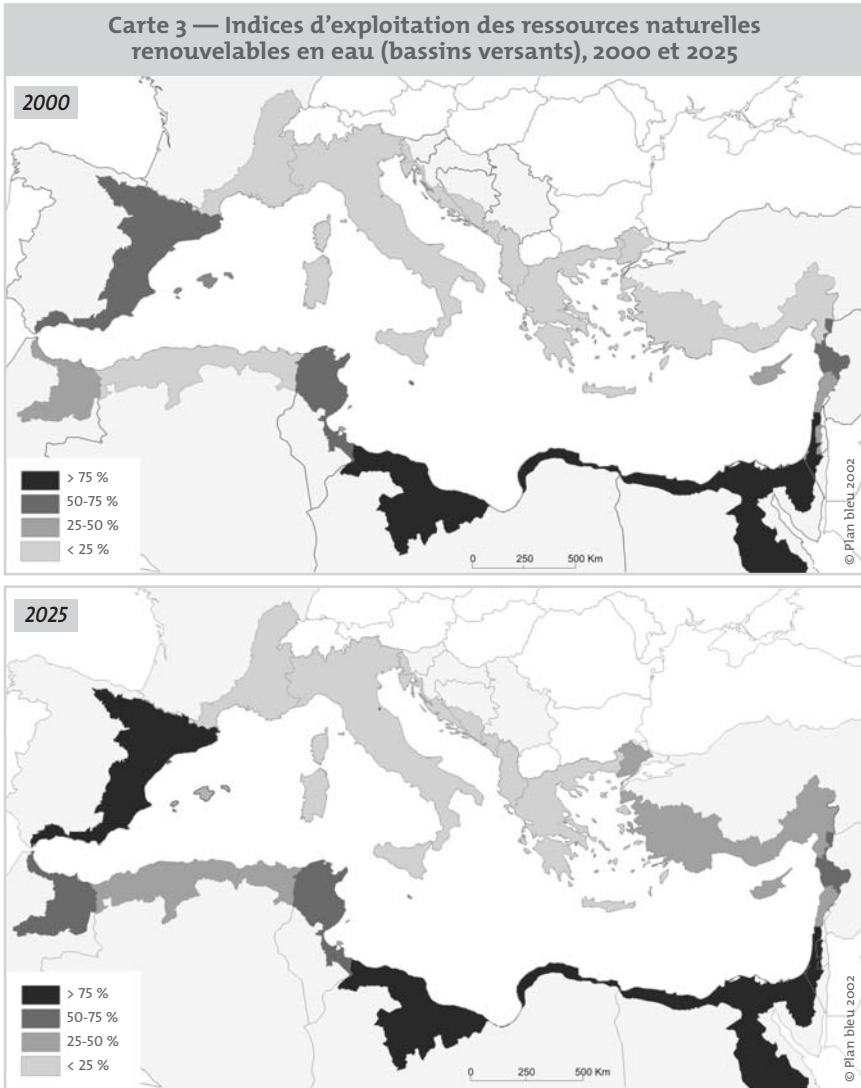 Carte 3 — Indices d’exploitation des ressources naturelles
renouvelables en eau (bassins versants), 2000 et 2025
2000
> 75 %
50-75 %
25-50 %
< 25 %
0 250 500 Km
© Plan bleu 2002
2025
> 75 %
50-75 %
25-50 %
< 25 %
0 250 500 Km
© Plan bleu 2002